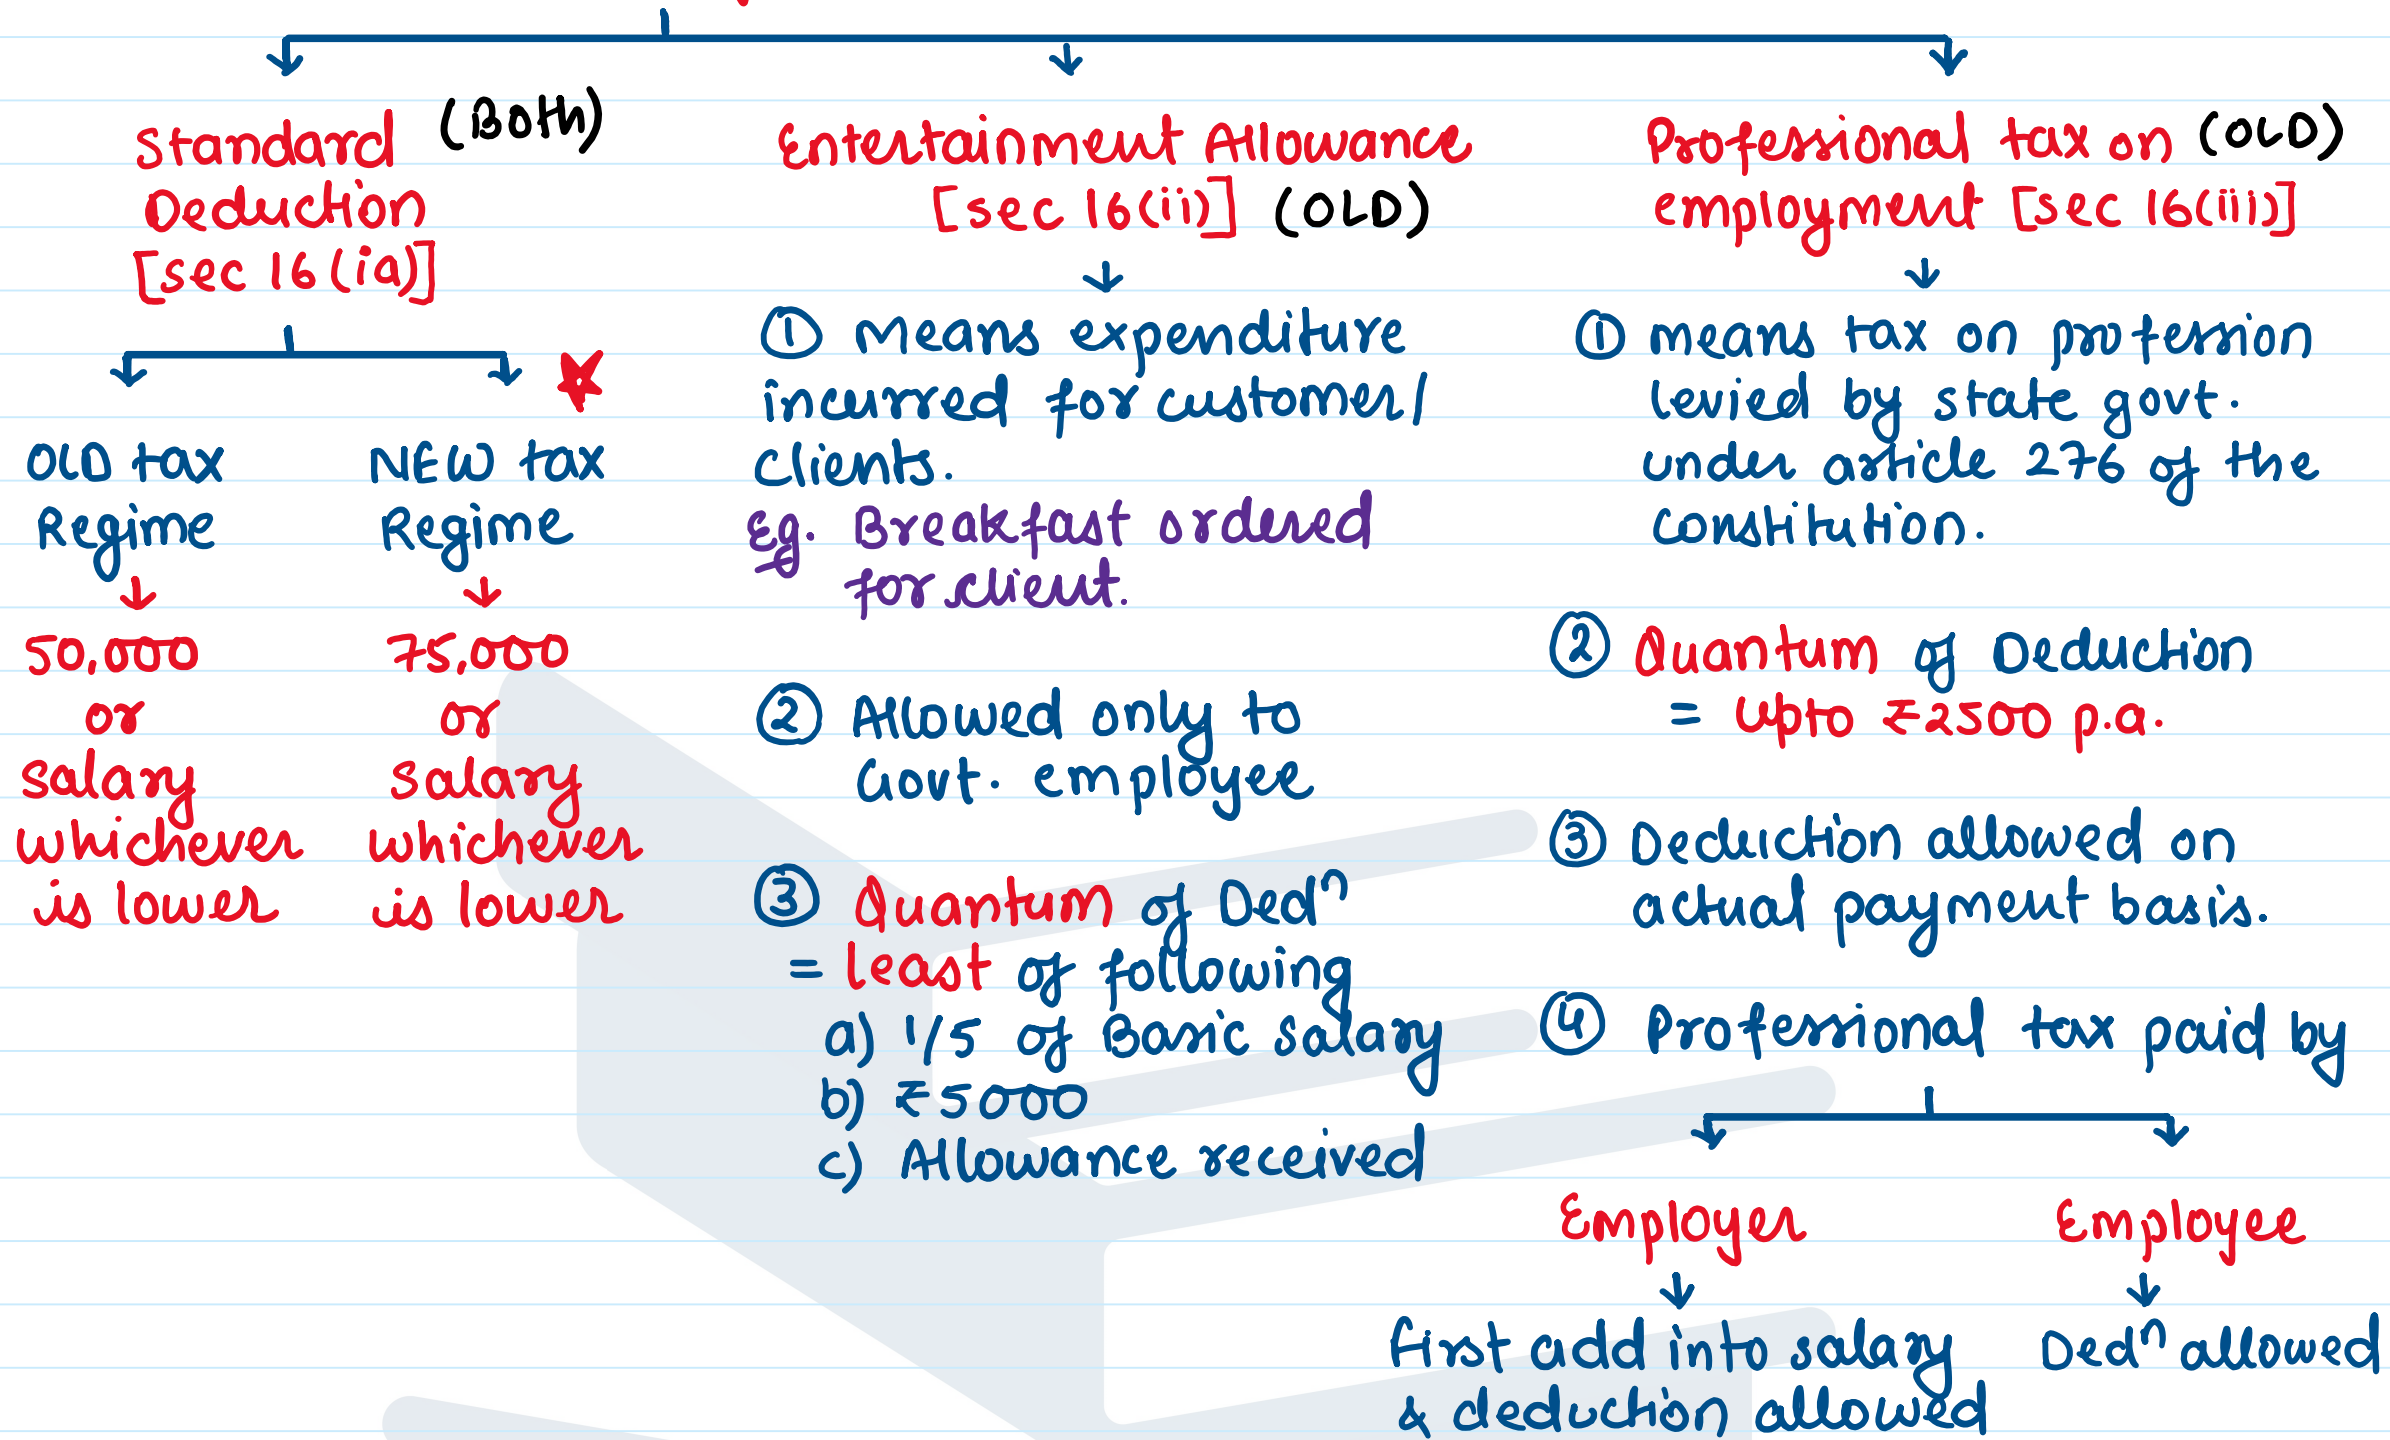 Standard (Both)
Deduction
[sec 16(ia)]
OLD tax
Regime
↓
50,000
or
salary
whichever
is lower
NEW tax
Regime
↓
75,000
or
salary
whichever
is lower
Entertainment Allowance
[sec 16(ii)] (OLD)
① Means expenditure
incurred for customer/
clients.
Eg. Breakfast ordered
for client.
② Allowed only to
Govt. employee
③ Quantum of Dedⁿ
= least of following
a) 1/5 of Basic salary
b) ₹5000
c) Allowance received
Professional tax on (OLD)
employment [sec 16(iii)]
① means tax on profession
levied by state govt.
under article 276 of the
constitution.
② Quantum of Deduction
= upto ₹2500 p.a.
③ Deduction allowed on
actual payment basis.
④ Professional tax paid by
Employer
First add into salary
& deduction allowed
Employee
Dedⁿ allowed